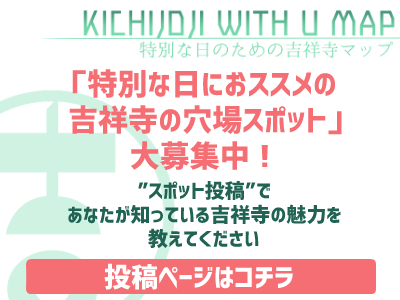 KICHIJOJI WITH U MAP
特別な日のための吉祥寺マップ
「特別な日におススメの
吉祥寺の穴場スポット」
大募集中！
”スポット投稿”で
あなたが知っている吉祥寺の魅力を
教えてください
投稿ページはコチラ